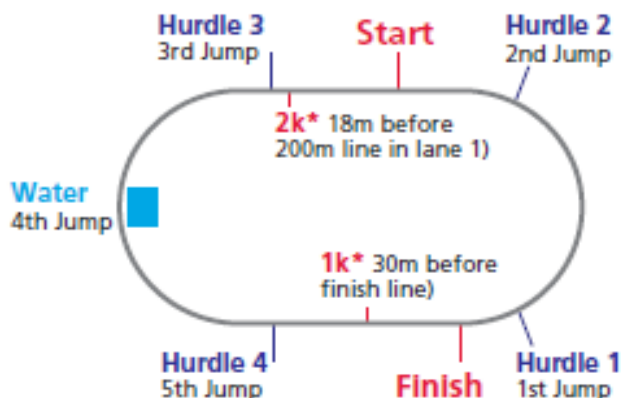 Hurdle 3
3rd Jump
Start
Hurdle 2
2nd Jump
2k* 18m before
200m line in lane 1)
Water
4th Jump
1k* 30m before
finish line)
Hurdle 4
5th Jump
Finish
Hurdle 1
1st Jump